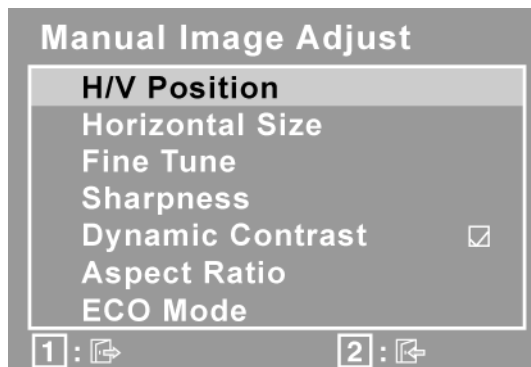 Manual Image Adjust
H/V Position
Horizontal Size
Fine Tune
Sharpness
Dynamic Contrast
Aspect Ratio
ECO Mode
1 : 2 :